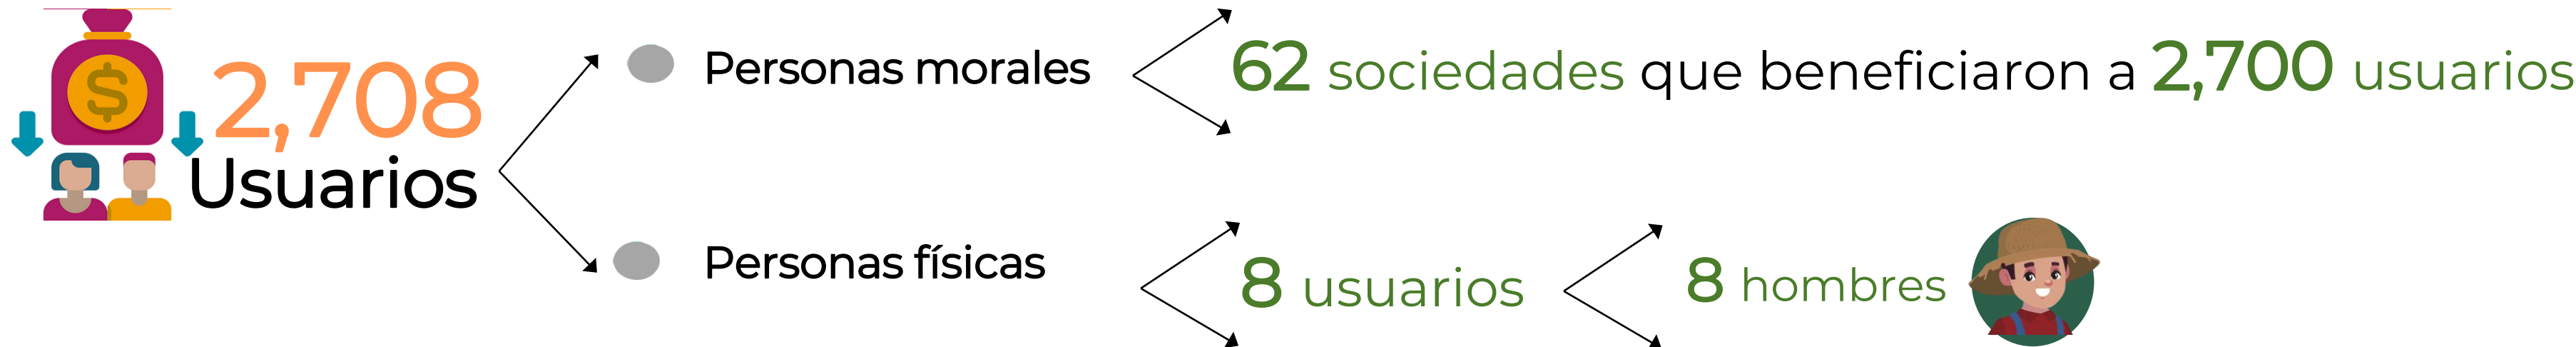 2,708
Usuarios
Personas morales
62 sociedades que beneficiaron a 2,700 usuarios
Personas físicas
8 usuarios
8 hombres